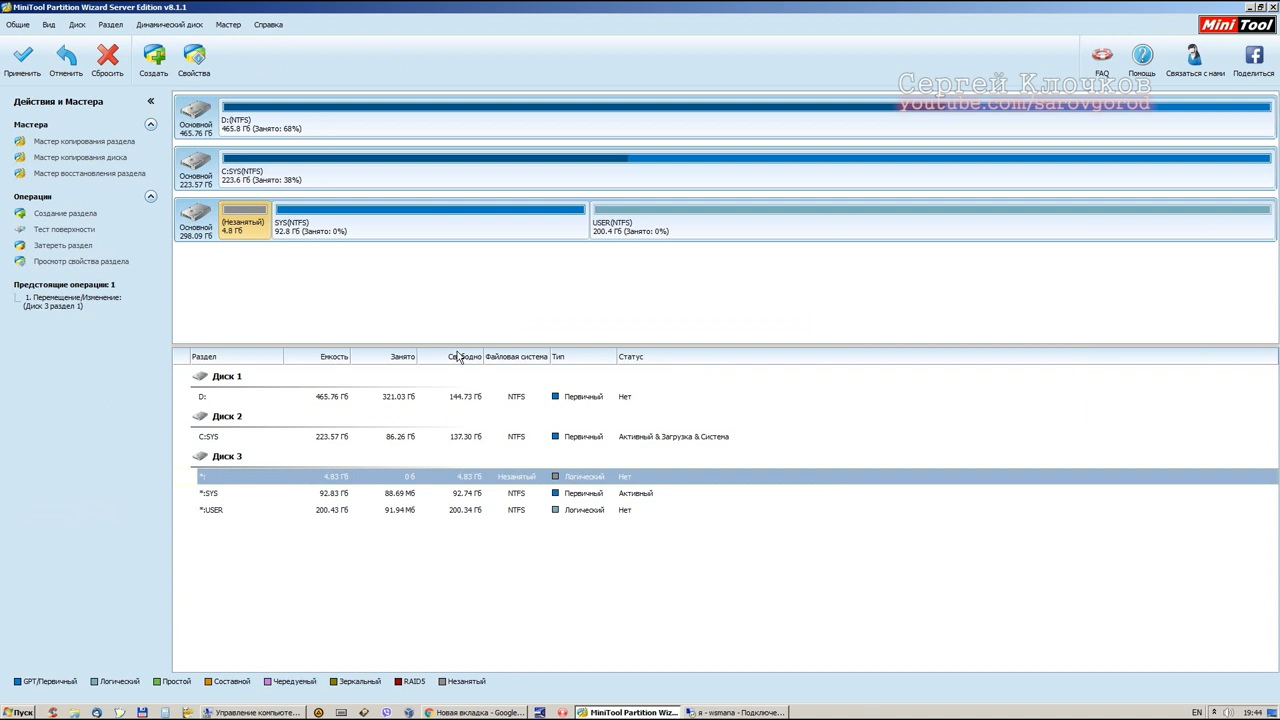 MiniTool Partition Wizard Server Edition v8.1.1
Общие Вид Диск Раздел Динамический диск Мастер Справка
Mini Tool
Применить Отменить Сбросить Создать Свойства FAQ Помощь Связаться с нами Поделиться
Сергей Клочков
youtube.com/sarovgorod
Действия и Мастера
Мастера
Мастер копирования раздела
Мастер копирования диска
Мастер восстановления раздела
Операции
Создание раздела
Тест поверхности
Затереть раздел
Просмотр свойства раздела
Предстоящие операции: 1
1. Перемещение/Изменение:
(Диск 3 раздел 1)
Основной
465.76 Гб
D:(NTFS)
465.8 Гб (Занято: 68%)
Основной
223.57 Гб
C:SYS(NTFS)
223.6 Гб (Занято: 38%)
Основной
298.09 Гб
(Незанятый)
4.8 Гб
SYS(NTFS)
92.8 Гб (Занято: 0%)
USER(NTFS)
200.4 Гб (Занято: 0%)
Раздел Емкость Занято Свободно Файловая система Тип Статус
Диск 1
D: 465.76 Гб 321.03 Гб 144.73 Гб NTFS Первичный Нет
Диск 2
C:SYS 223.57 Гб 86.26 Гб 137.30 Гб NTFS Первичный Активный & Загрузка & Система
Диск 3
*: 4.83 Гб 0 б 4.83 Гб Незанятый Логический Нет
*:SYS 92.83 Гб 88.69 Мб 92.74 Гб NTFS Первичный Активный
*:USER 200.43 Гб 91.94 Мб 200.34 Гб NTFS Логический Нет
GPT/Первичный Логический Простой Составной Чередуемый Зеркальный RAID5 Незанятый
Пуск Управление компьюте... Новая вкладка - Google... MiniTool Partition Wiz... я - wsmana - Подключе... EN 19:44